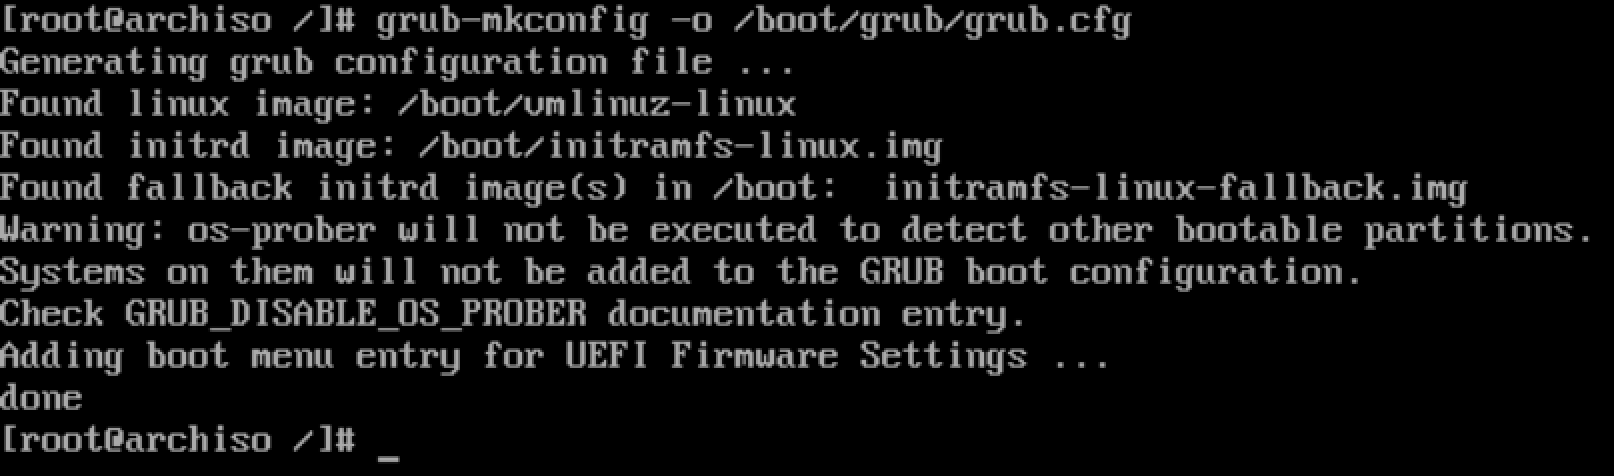 [root@archiso /]# grub-mkconfig -o /boot/grub/grub.cfg
Generating grub configuration file ...
Found linux image: /boot/vmlinuz-linux
Found initrd image: /boot/initramfs-linux.img
Found fallback initrd image(s) in /boot:  initramfs-linux-fallback.img
Warning: os-prober will not be executed to detect other bootable partitions.
Systems on them will not be added to the GRUB boot configuration.
Check GRUB_DISABLE_OS_PROBER documentation entry.
Adding boot menu entry for UEFI Firmware Settings ...
done
[root@archiso /]# _